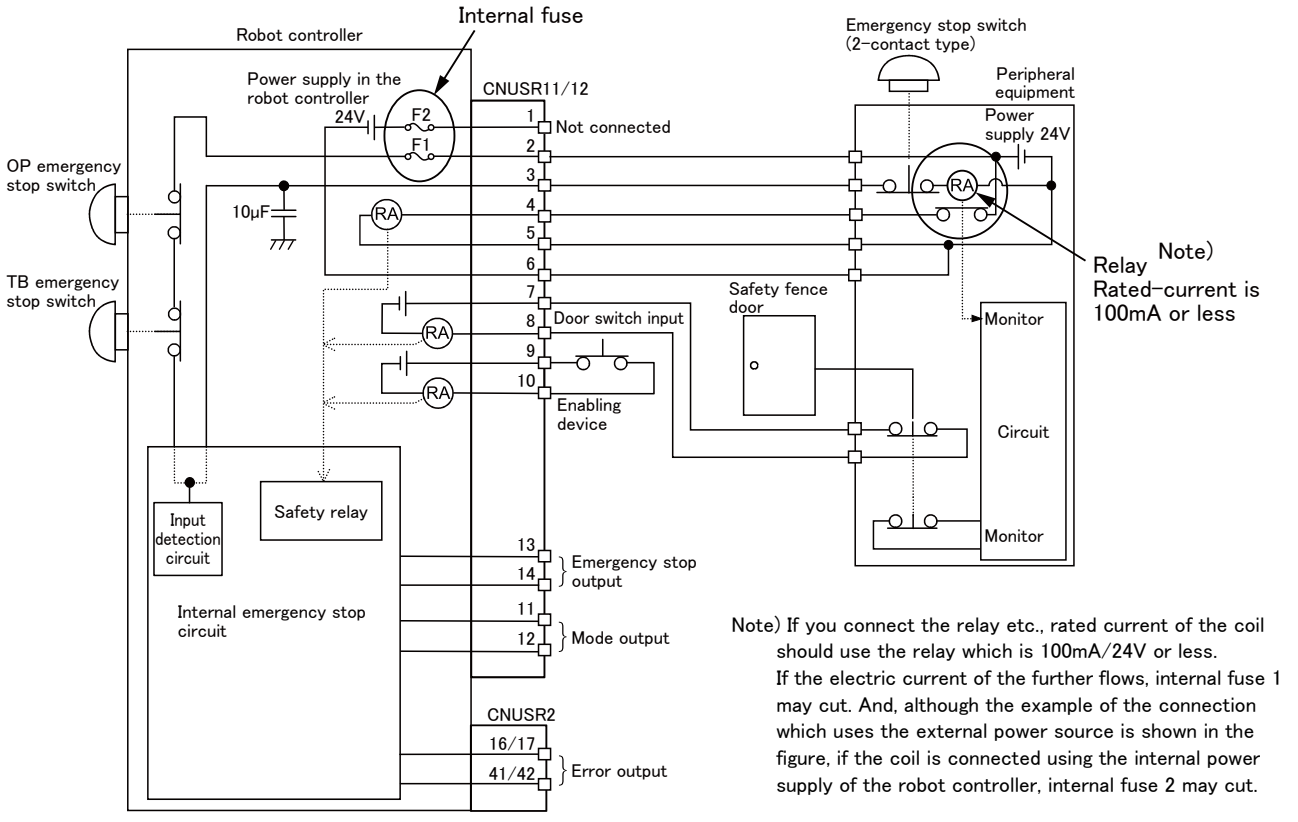 Internal fuse
Robot controller
Emergency stop switch
(2-contact type)
Power supply in the
robot controller
24V
F2
F1
CNUSR11/12
Peripheral
equipment
Power
supply 24V
1
Not connected
2
OP emergency
stop switch
3
RA
10μF
RA
4
5
Relay Note)
Rated-current is
100mA or less
6
TB emergency
stop switch
7
Safety fence
door
Door switch input
Monitor
8
RA
9
10
RA
Enabling
device
Circuit
Safety relay
Input
detection
circuit
Monitor
13
14
Emergency stop
output
Internal emergency stop
circuit
11
12
Mode output
Note) If you connect the relay etc., rated current of the coil
should use the relay which is 100mA/24V or less.
If the electric current of the further flows, internal fuse 1
may cut. And, although the example of the connection
which uses the external power source is shown in the
figure, if the coil is connected using the internal power
supply of the robot controller, internal fuse 2 may cut.
CNUSR2
16/17
41/42
Error output